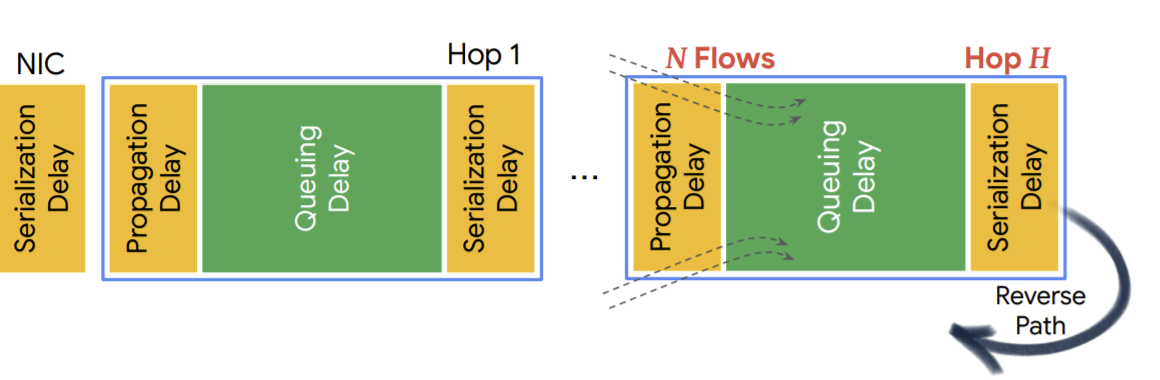 NIC
Serialization
Delay
Hop 1
Propagation
Delay
Queuing
Delay
Serialization
Delay
...
N Flows
Hop H
Propagation
Delay
Queuing
Delay
Serialization
Delay
Reverse
Path